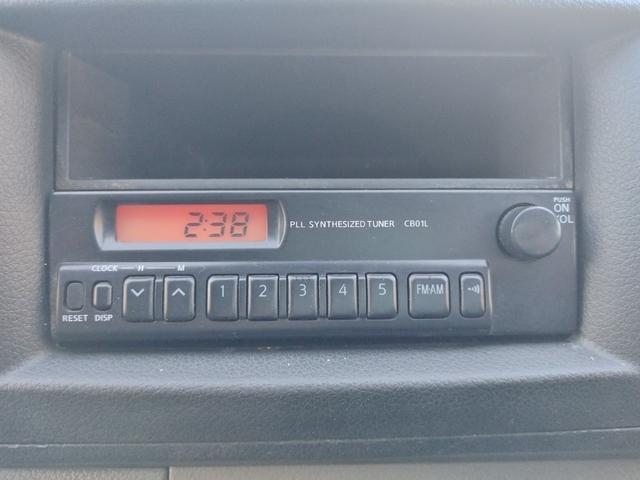 2:38
PLL SYNTHESIZED TUNER CB01L
PUSH
ON
VOL
CLOCK H M
1 2 3 4 5 FM·AM
RESET DISP